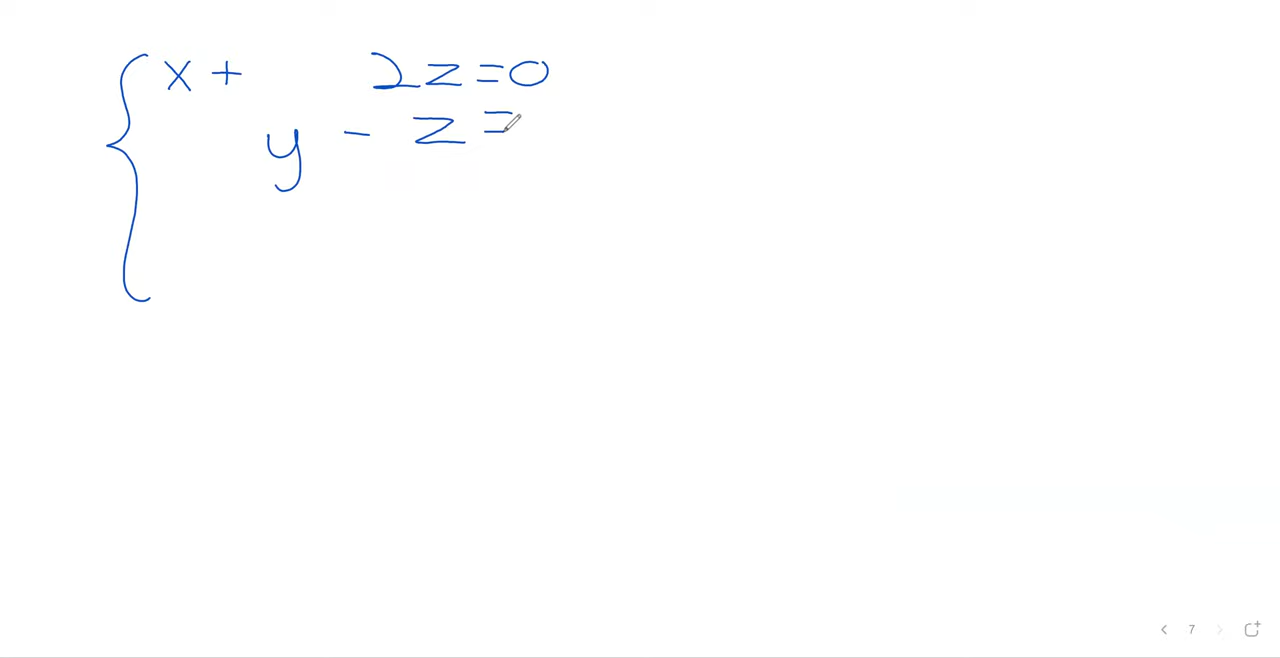 x + 2z = 0
y - z =
7